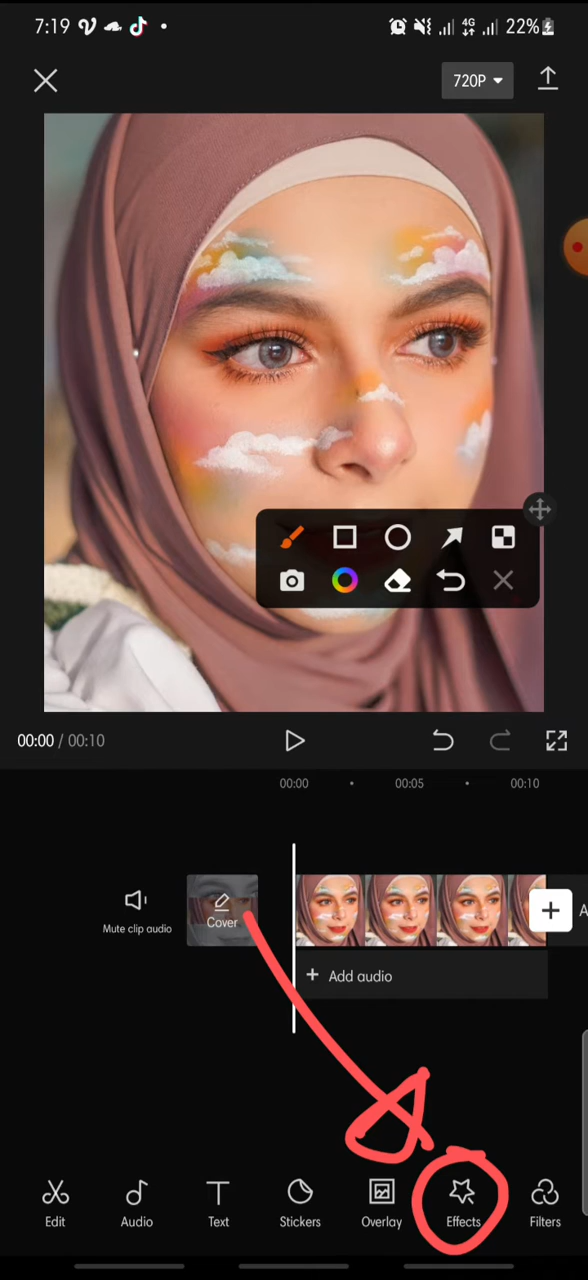 7:19
4G
22%
720P
00:00 / 00:10
00:00
00:05
00:10
Mute clip audio
Cover
A
+ Add audio
Edit
Audio
Text
Stickers
Overlay
Effects
Filters